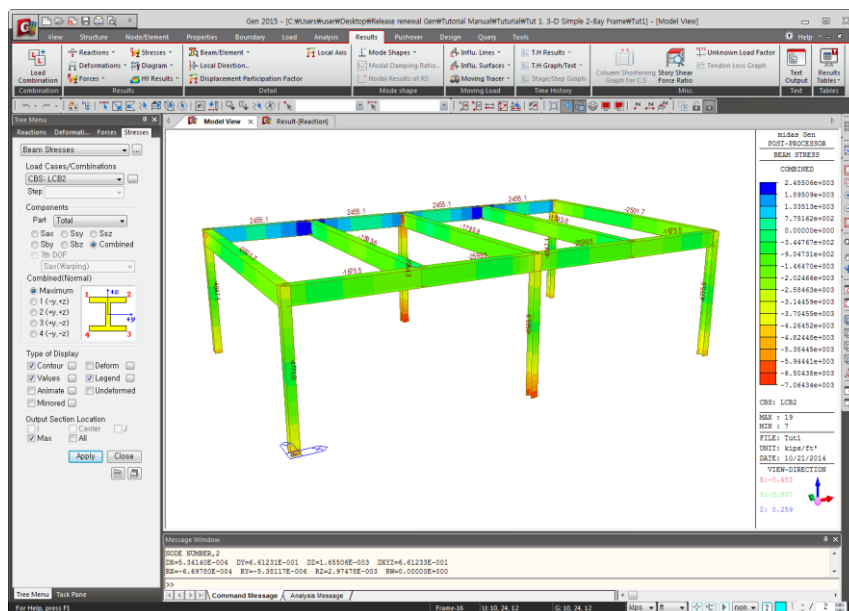 Gen 2015 - [C:\Users\user\Desktop\Release renewal Gen\Tutorial Manual\Tutorial\Tut 1. 3-D Simple 2-Bay Frame\Tut1] - [Model View]
View Structure Node/Element Properties Boundary Load Analysis Results Pushover Design Query Tools Help
Load Combination
Reactions Stresses
Deformations Diagram
Forces HY Results
Beam/Element Local Axis
Local Direction
Displacement Participation Factor
Mode Shapes
Modal Damping Ratio...
Nodal Results of RS
Influ. Lines
Influ. Surfaces
Moving Tracer
T.H Results
T.H Graph/Text
Stage/Step Graph
Column Shortening Graph for C.S
Story Shear Force Ratio
Unknown Load Factor
Tendon Loss Graph
Text Output
Results Tables
Combination Results Detail Mode shape Moving Load Time History Misc. Text Tables
Tree Menu
Reactions Deformati... Forces Stresses
Beam Stresses
Load Cases/Combinations
CBS: LCB2
Step
Components
Part Total
Sax Ssy Ssz
Sby Sbz Combined
7th DOF
Sax(Warping)
Combined(Normal)
Maximum
1 (-y,+z)
2 (+y,+z)
3 (+y,-z)
4 (-y,-z)
1 +z 2
+y
4 3
Type of Display
Contour Deform
Values Legend
Animate Undeformed
Mirrored
Output Section Location
I Center J
Max All
Apply Close
Tree Menu Task Pane
Model View Result-[Reaction]
2455.1
2455.1
2455.1
2455.1
-2501.7
-1675.5
-1675.5
midas Gen
POST-PROCESSOR
BEAM STRESS
COMBINED
2.45506e+003
1.89509e+003
1.33513e+003
7.75162e+002
0.00000e+000
-3.44767e+002
-9.04731e+002
-1.46470e+003
-2.02466e+003
-2.58463e+003
-3.14459e+003
-3.70455e+003
-4.26452e+003
-4.82448e+003
-5.38445e+003
-5.94441e+003
-6.50438e+003
-7.06434e+003
CBS: LCB2
MAX : 19
MIN : 7
FILE: Tut1
UNIT: kips/ft²
DATE: 10/21/2014
VIEW-DIRECTION
X:-0.483
Y:-0.837
Z: 0.259
Message Window
NODE NUMBER,2
DX=5.34140E-004 DY=6.61231E-001 DZ=1.65506E-003 DXYZ=6.61233E-001
RX=-6.69780E-004 RY=-5.38117E-006 RZ=2.97478E-003 RW=0.00000E+000
>>
Command Message Analysis Message
For Help, press F1 Frame-16 U: 10, 24, 12 G: 10, 24, 12 kips ft non 2